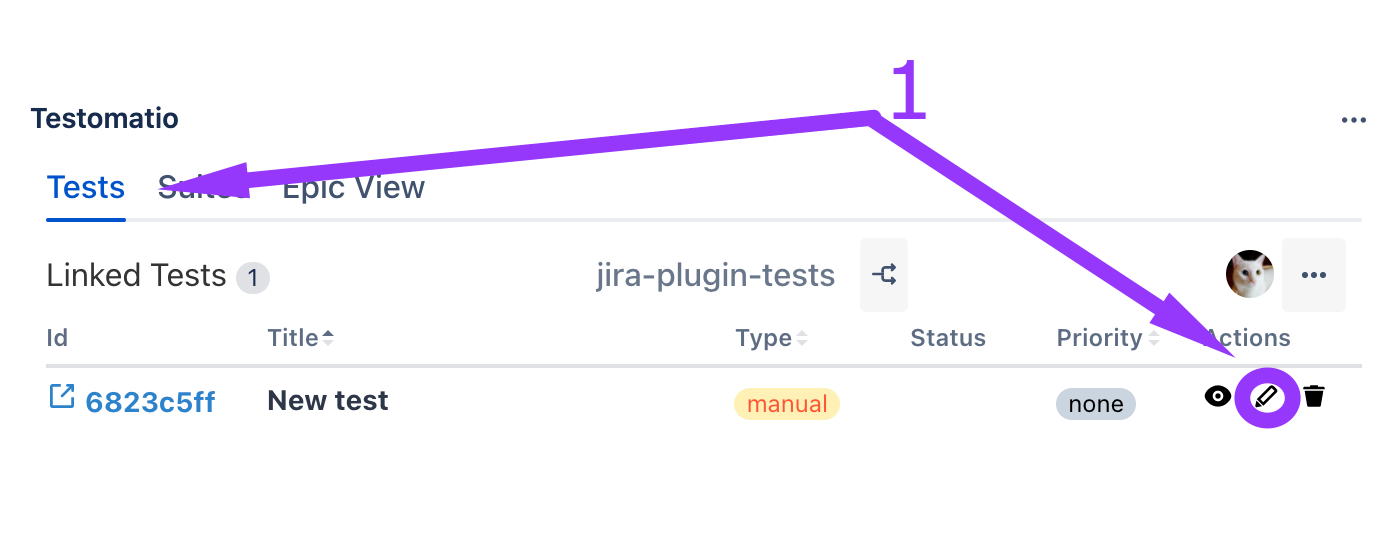 1
Testomatio
Tests Suites Epic View
Linked Tests 1 jira-plugin-tests
Id Title Type Status Priority Actions
6823c5ff New test manual none